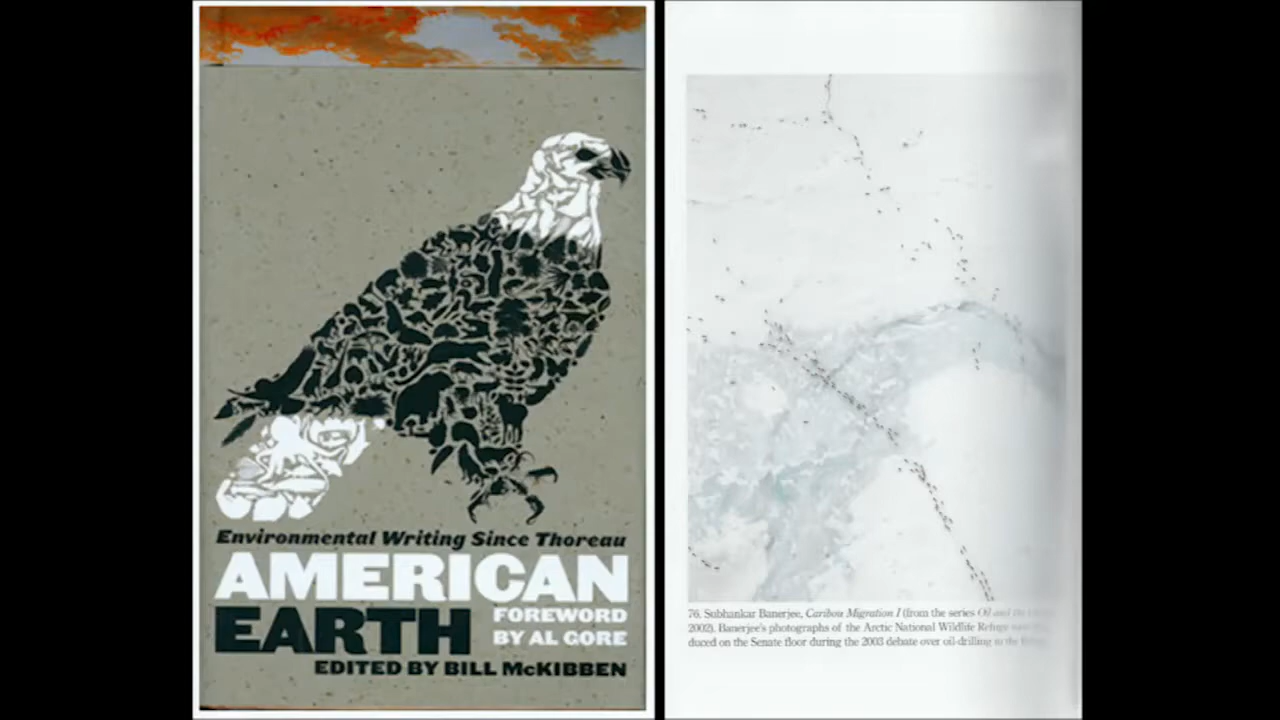 Environmental Writing Since Thoreau
AMERICAN
EARTH
FOREWORD
BY AL GORE
EDITED BY BILL McKIBBEN
76. Subhankar Banerjee, Caribou Migration I (from the series Oil and the
2002). Banerjee's photographs of the Arctic National Wildlife Refuge
duced on the Senate floor during the 2003 debate over oil-drilling in the